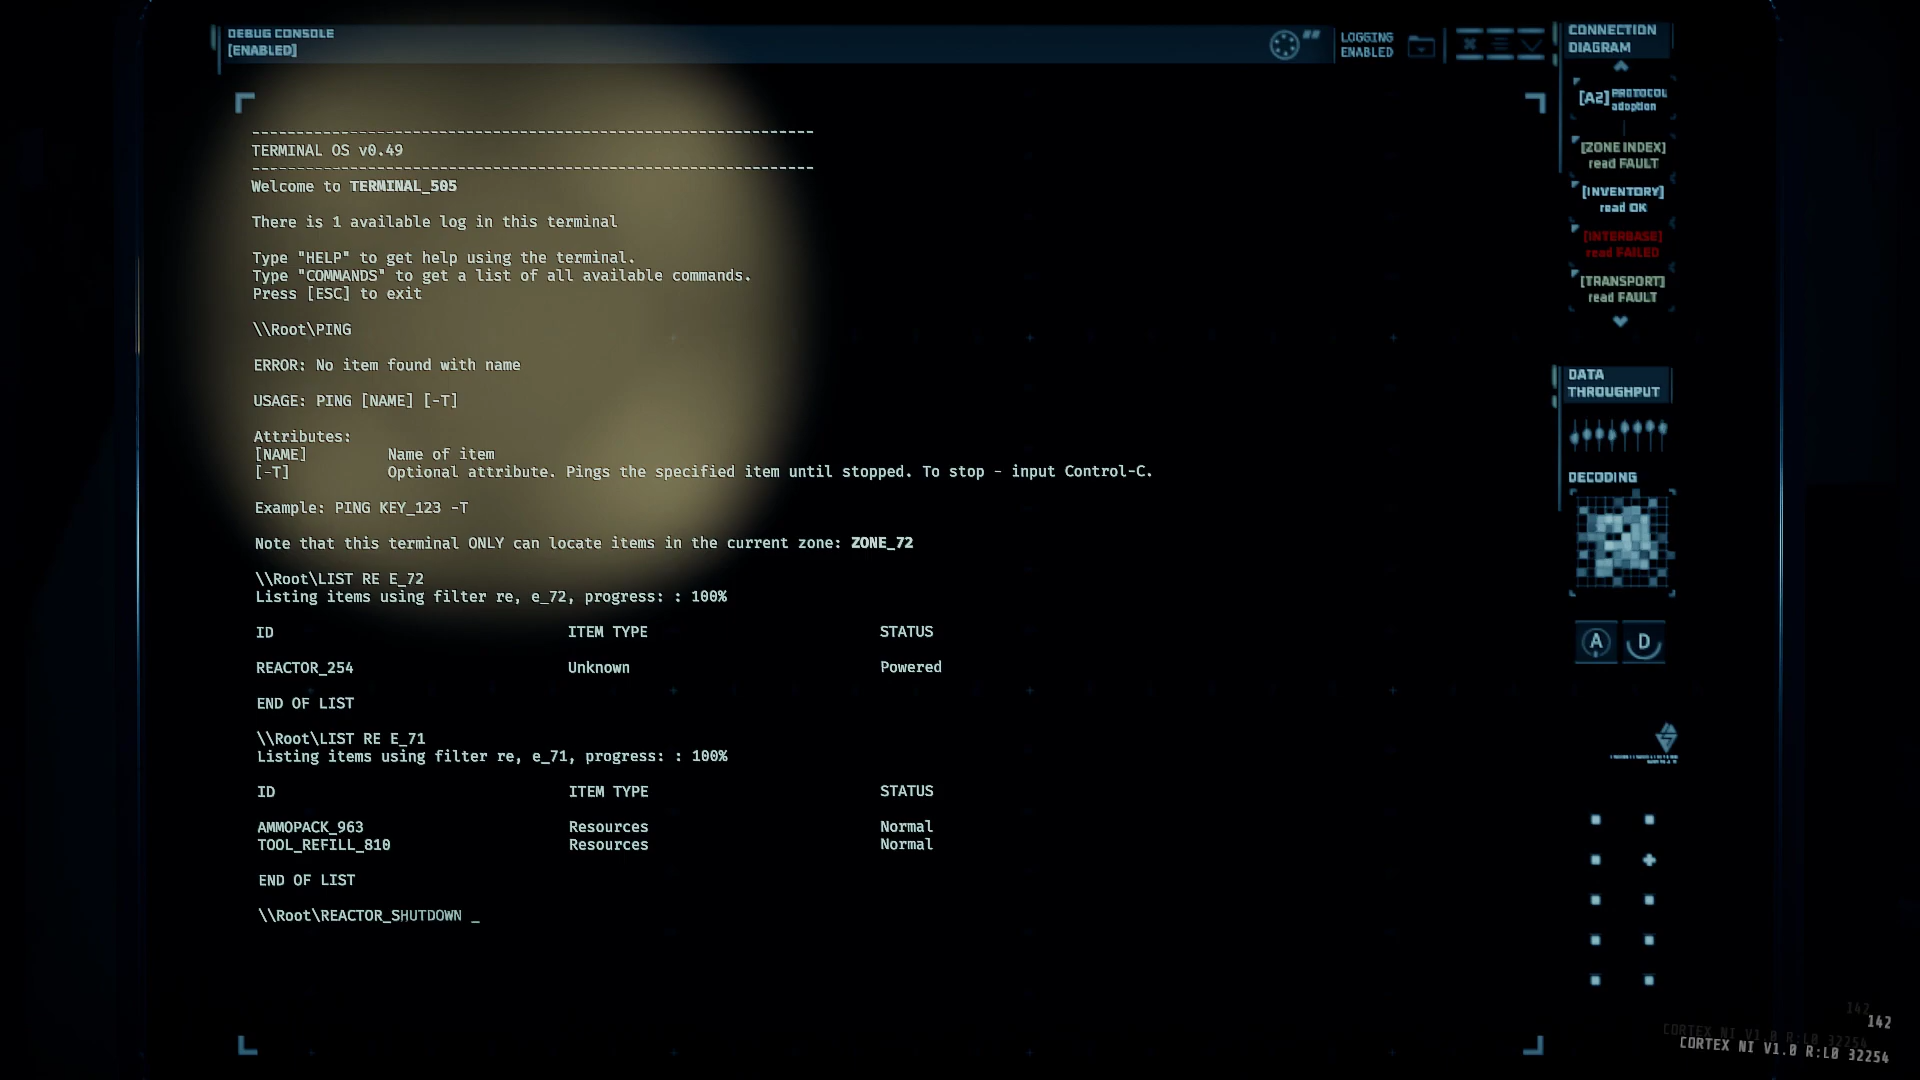 DEBUG CONSOLE
[ENABLED]
LOGGING
ENABLED
------------------------------------------------------------------
TERMINAL OS v0.49
------------------------------------------------------------------
Welcome to TERMINAL_505
There is 1 available log in this terminal
Type "HELP" to get help using the terminal.
Type "COMMANDS" to get a list of all available commands.
Press [ESC] to exit
\\Root\PING
ERROR: No item found with name
USAGE: PING [NAME] [-T]
Attributes:
[NAME] Name of item
[-T] Optional attribute. Pings the specified item until stopped. To stop - input Control-C.
Example: PING KEY_123 -T
Note that this terminal ONLY can locate items in the current zone: ZONE_72
\\Root\LIST RE E_72
Listing items using filter re, e_72, progress: : 100%
ID ITEM TYPE STATUS
REACTOR_254 Unknown Powered
END OF LIST
\\Root\LIST RE E_71
Listing items using filter re, e_71, progress: : 100%
ID ITEM TYPE STATUS
AMMOPACK_963 Resources Normal
TOOL_REFILL_810 Resources Normal
END OF LIST
\\Root\REACTOR_SHUTDOWN _
CONNECTION
DIAGRAM
[A2] PROTOCOL
adoption
[ZONE INDEX]
read FAULT
[INVENTORY]
read OK
[INTERBASE]
read FAILED
[TRANSPORT]
read FAULT
DATA
THROUGHPUT
DECODING
A D
142
142
CORTEX NI V1.0 R:L0 32254
CORTEX NI V1.0 R:L0 32254